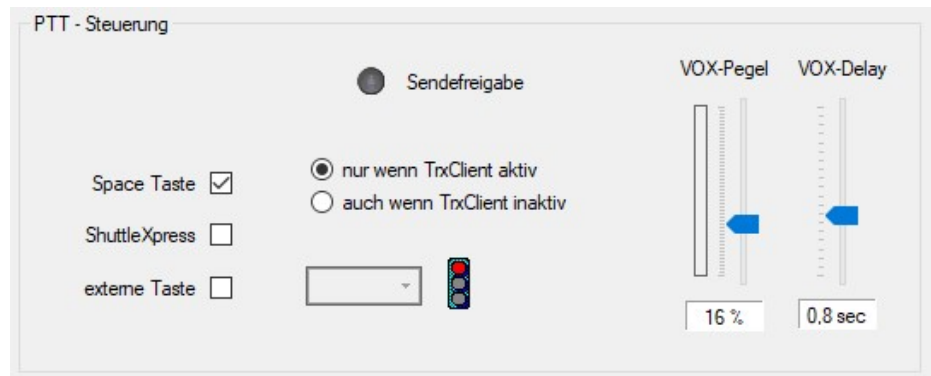 PTT - Steuerung
Sendefreigabe
VOX-Pegel
VOX-Delay
Space Taste
nur wenn TrxClient aktiv
auch wenn TrxClient inaktiv
ShuttleXpress
externe Taste
16 %
0,8 sec